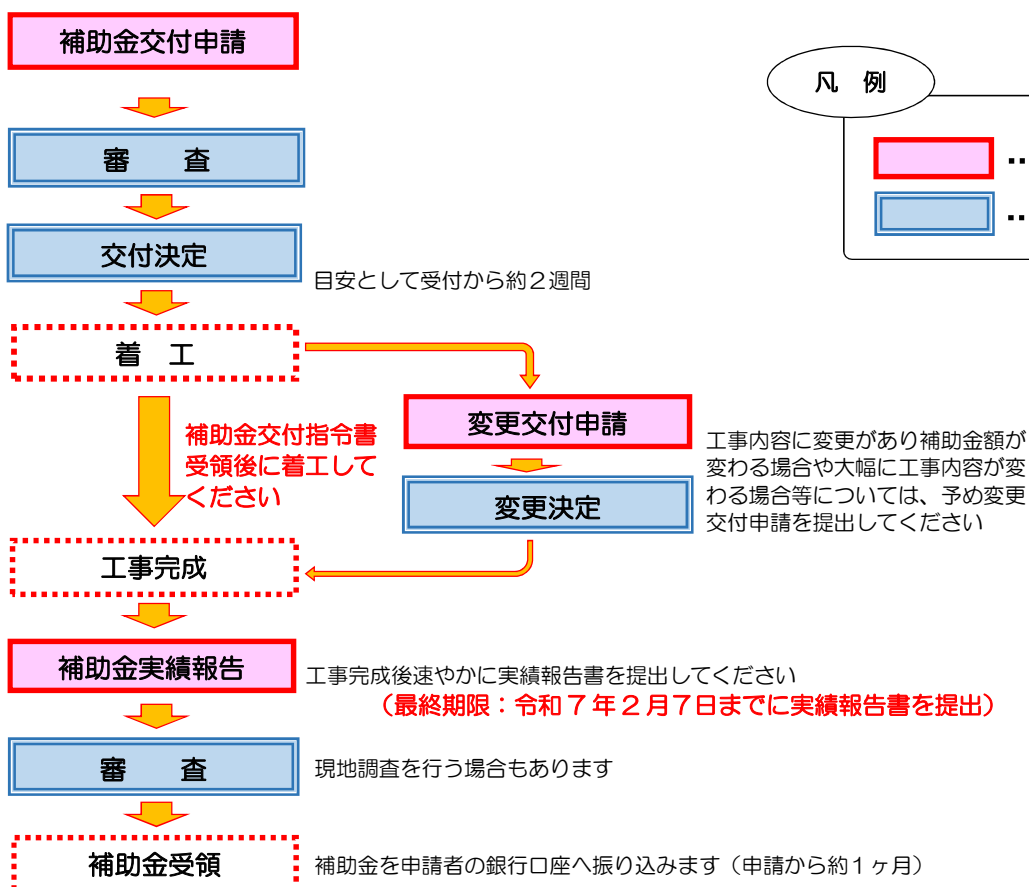 補助金交付申請
凡 例
‥
‥
審 査
交付決定
目安として受付から約２週間
着 工
補助金交付指令書
受領後に着工して
ください
変更交付申請
変更決定
工事内容に変更があり補助金額が
変わる場合や大幅に工事内容が変
わる場合等については、予め変更
交付申請を提出してください
工事完成
補助金実績報告
工事完成後速やかに実績報告書を提出してください
（最終期限：令和７年２月７日までに実績報告書を提出）
審 査
現地調査を行う場合もあります
補助金受領
補助金を申請者の銀行口座へ振り込みます（申請から約１ヶ月）